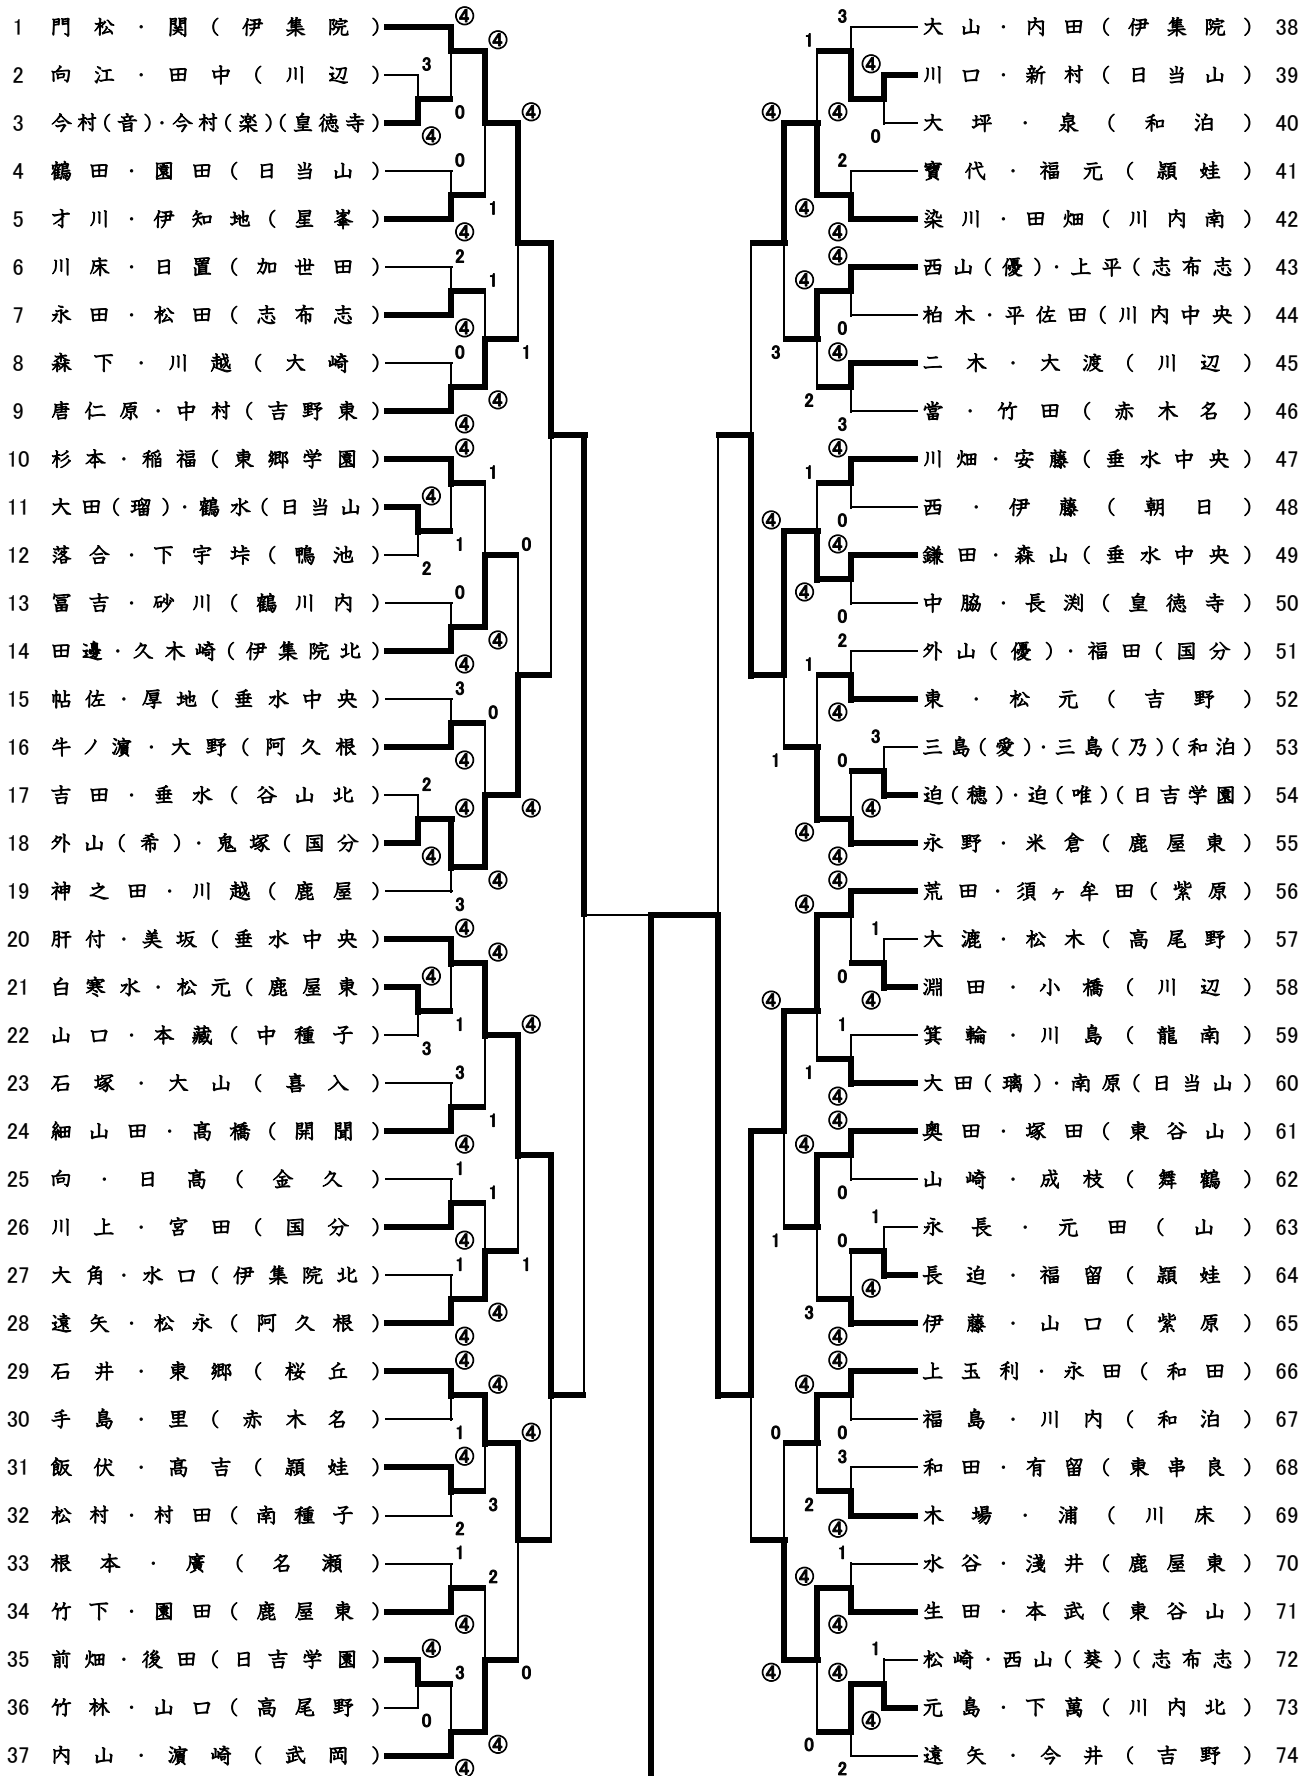 1 門松・関(伊集院)
2 向江・田中(川辺)
3 今村(音)・今村(楽)(皇徳寺)
4 鶴田・園田(日当山)
5 才川・伊知地(星峯)
6 川床・日置(加世田)
7 永田・松田(志布志)
8 森下・川越(大崎)
9 唐仁原・中村(吉野東)
10 杉本・稲福(東郷学園)
11 大田(瑠)・鶴水(日当山)
12 落合・下宇垰(鴨池)
13 冨吉・砂川(鶴川内)
14 田邉・久木崎(伊集院北)
15 帖佐・厚地(垂水中央)
16 牛ノ濵・大野(阿久根)
17 吉田・垂水(谷山北)
18 外山(希)・鬼塚(国分)
19 神之田・川越(鹿屋)
20 肝付・美坂(垂水中央)
21 白寒水・松元(鹿屋東)
22 山口・本藏(中種子)
23 石塚・大山(喜入)
24 細山田・髙橋(開聞)
25 向・日高(金久)
26 川上・宮田(国分)
27 大角・水口(伊集院北)
28 遠矢・松永(阿久根)
29 石井・東郷(桜丘)
30 手島・里(赤木名)
31 飯伏・髙吉(頴娃)
32 松村・村田(南種子)
33 根本・廣(名瀬)
34 竹下・園田(鹿屋東)
35 前畑・後田(日吉学園)
36 竹林・山口(高尾野)
37 内山・濵崎(武岡)
大山・内田(伊集院) 38
川口・新村(日当山) 39
大坪・泉(和泊) 40
寶代・福元(頴娃) 41
染川・田畑(川内南) 42
西山(優)・上平(志布志) 43
柏木・平佐田(川内中央) 44
二木・大渡(川辺) 45
當・竹田(赤木名) 46
川畑・安藤(垂水中央) 47
西・伊藤(朝日) 48
鎌田・森山(垂水中央) 49
中脇・長渕(皇徳寺) 50
外山(優)・福田(国分) 51
東・松元(吉野) 52
三島(愛)・三島(乃)(和泊) 53
迫(穂)・迫(唯)(日吉学園) 54
永野・米倉(鹿屋東) 55
荒田・須ヶ牟田(紫原) 56
大漉・松木(高尾野) 57
淵田・小橋(川辺) 58
箕輪・川島(龍南) 59
大田(璃)・南原(日当山) 60
奥田・塚田(東谷山) 61
山崎・成枝(舞鶴) 62
永長・元田(山) 63
長迫・福留(頴娃) 64
伊藤・山口(紫原) 65
上玉利・永田(和田) 66
福島・川内(和泊) 67
和田・有留(東串良) 68
木場・浦(川床) 69
水谷・淺井(鹿屋東) 70
生田・本武(東谷山) 71
松崎・西山(葵)(志布志) 72
元島・下萬(川内北) 73
遠矢・今井(吉野) 74